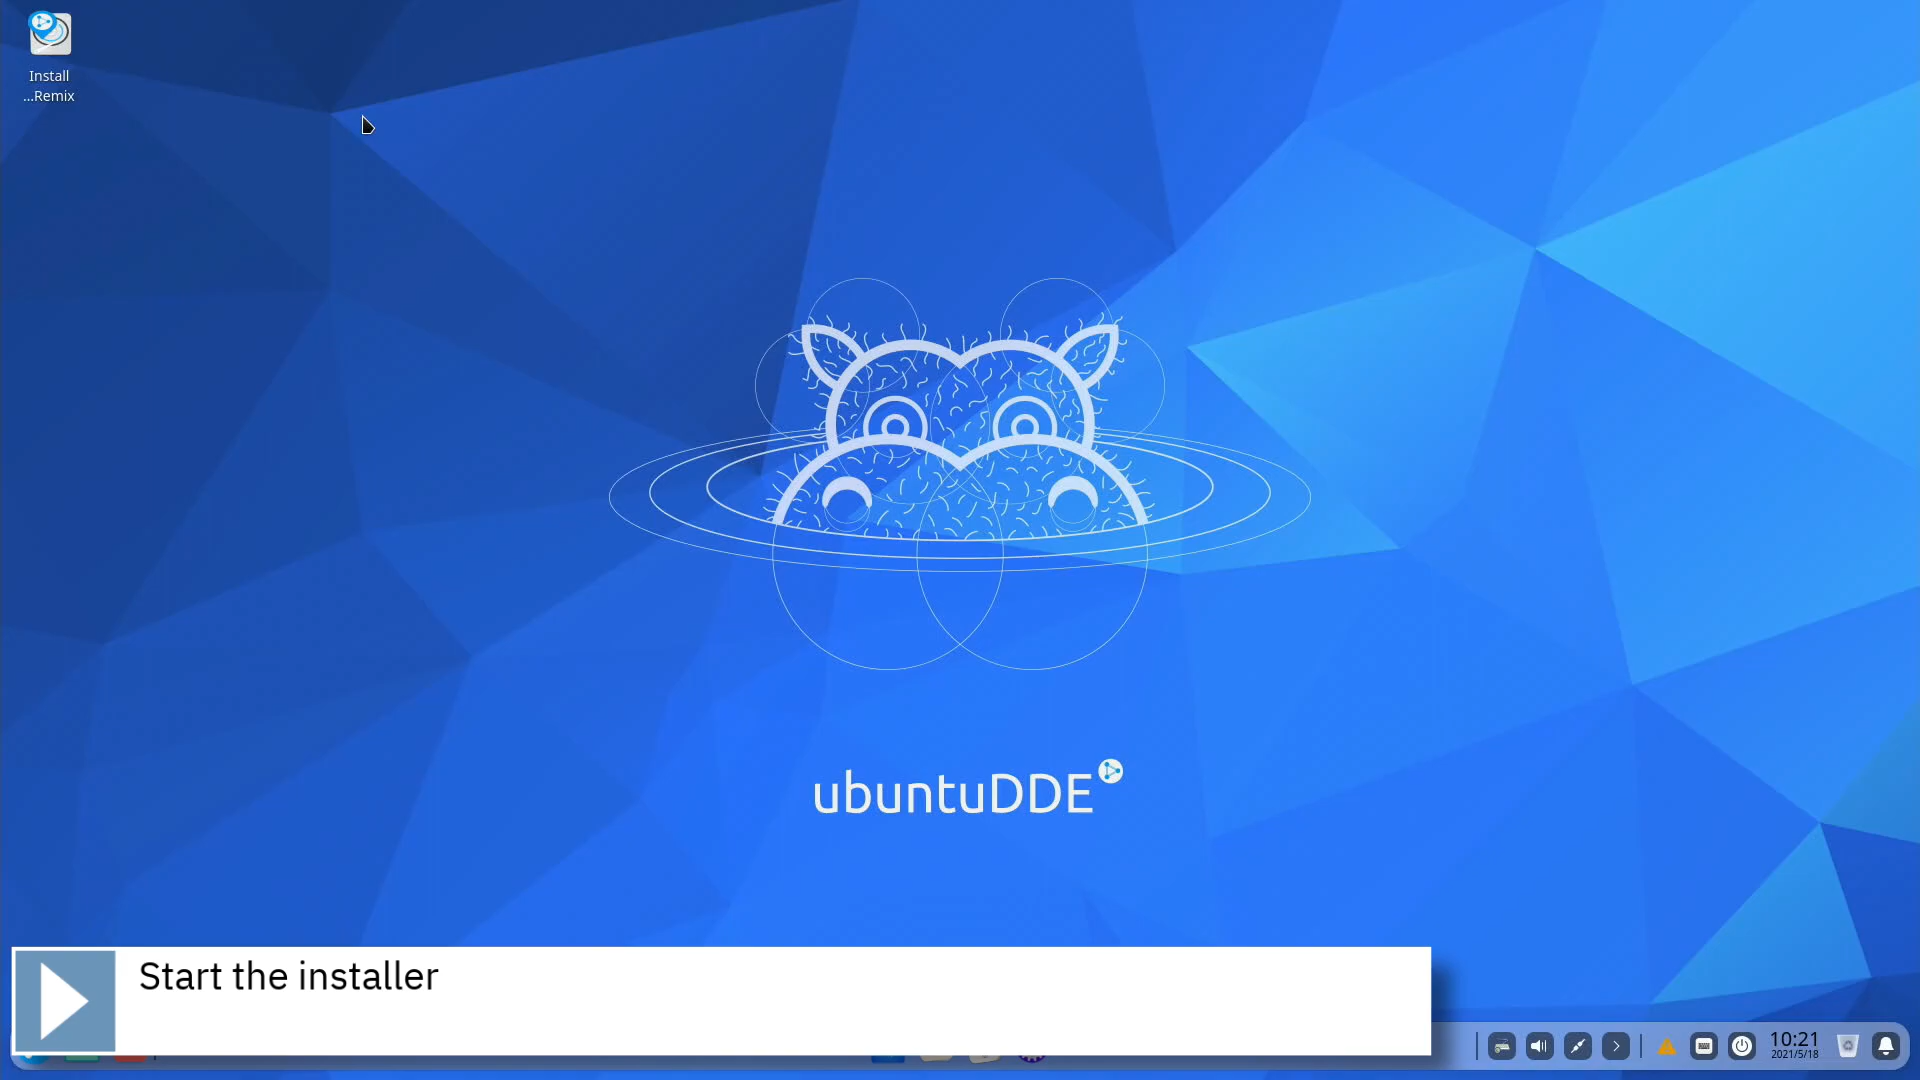 Install
...Remix
ubuntuDDE
Start the installer
10:21
2021/5/18